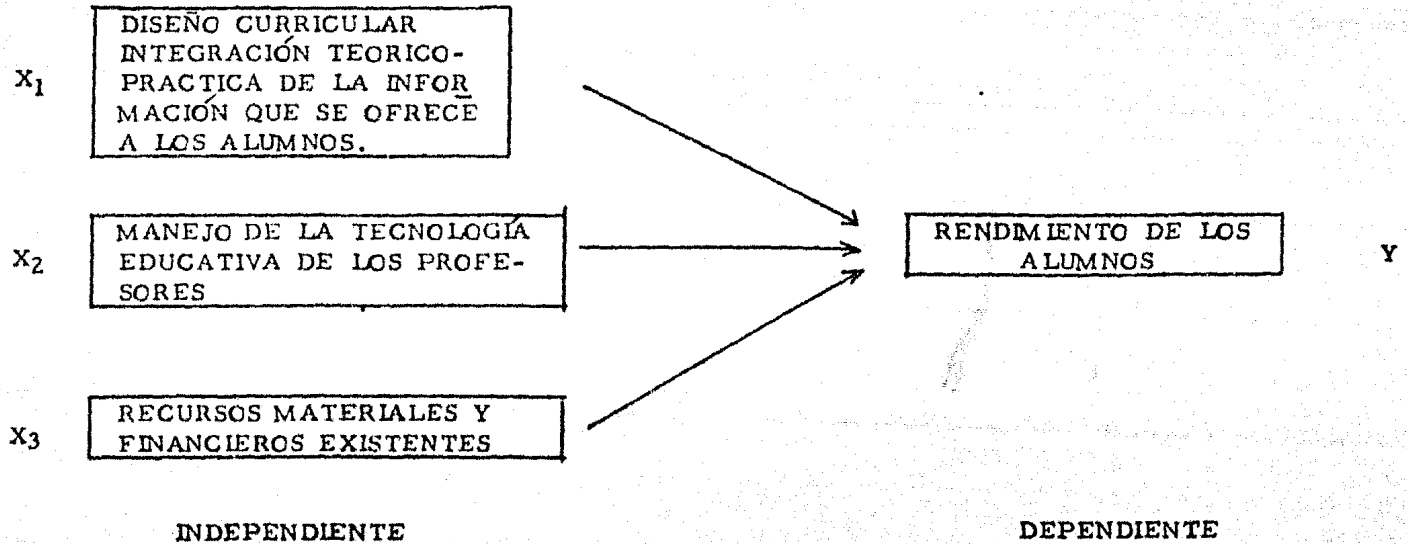 X1
DISEÑO CURRICULAR
INTEGRACIÓN TEORICO-
PRACTICA DE LA INFOR
MACIÓN QUE SE OFRECE
A LOS ALUMNOS.
X2
MANEJO DE LA TECNOLOGÍA
EDUCATIVA DE LOS PROFE-
SORES
X3
RECURSOS MATERIALES Y
FINANCIEROS EXISTENTES
INDEPENDIENTE
RENDIMIENTO DE LOS
ALUMNOS
Y
DEPENDIENTE